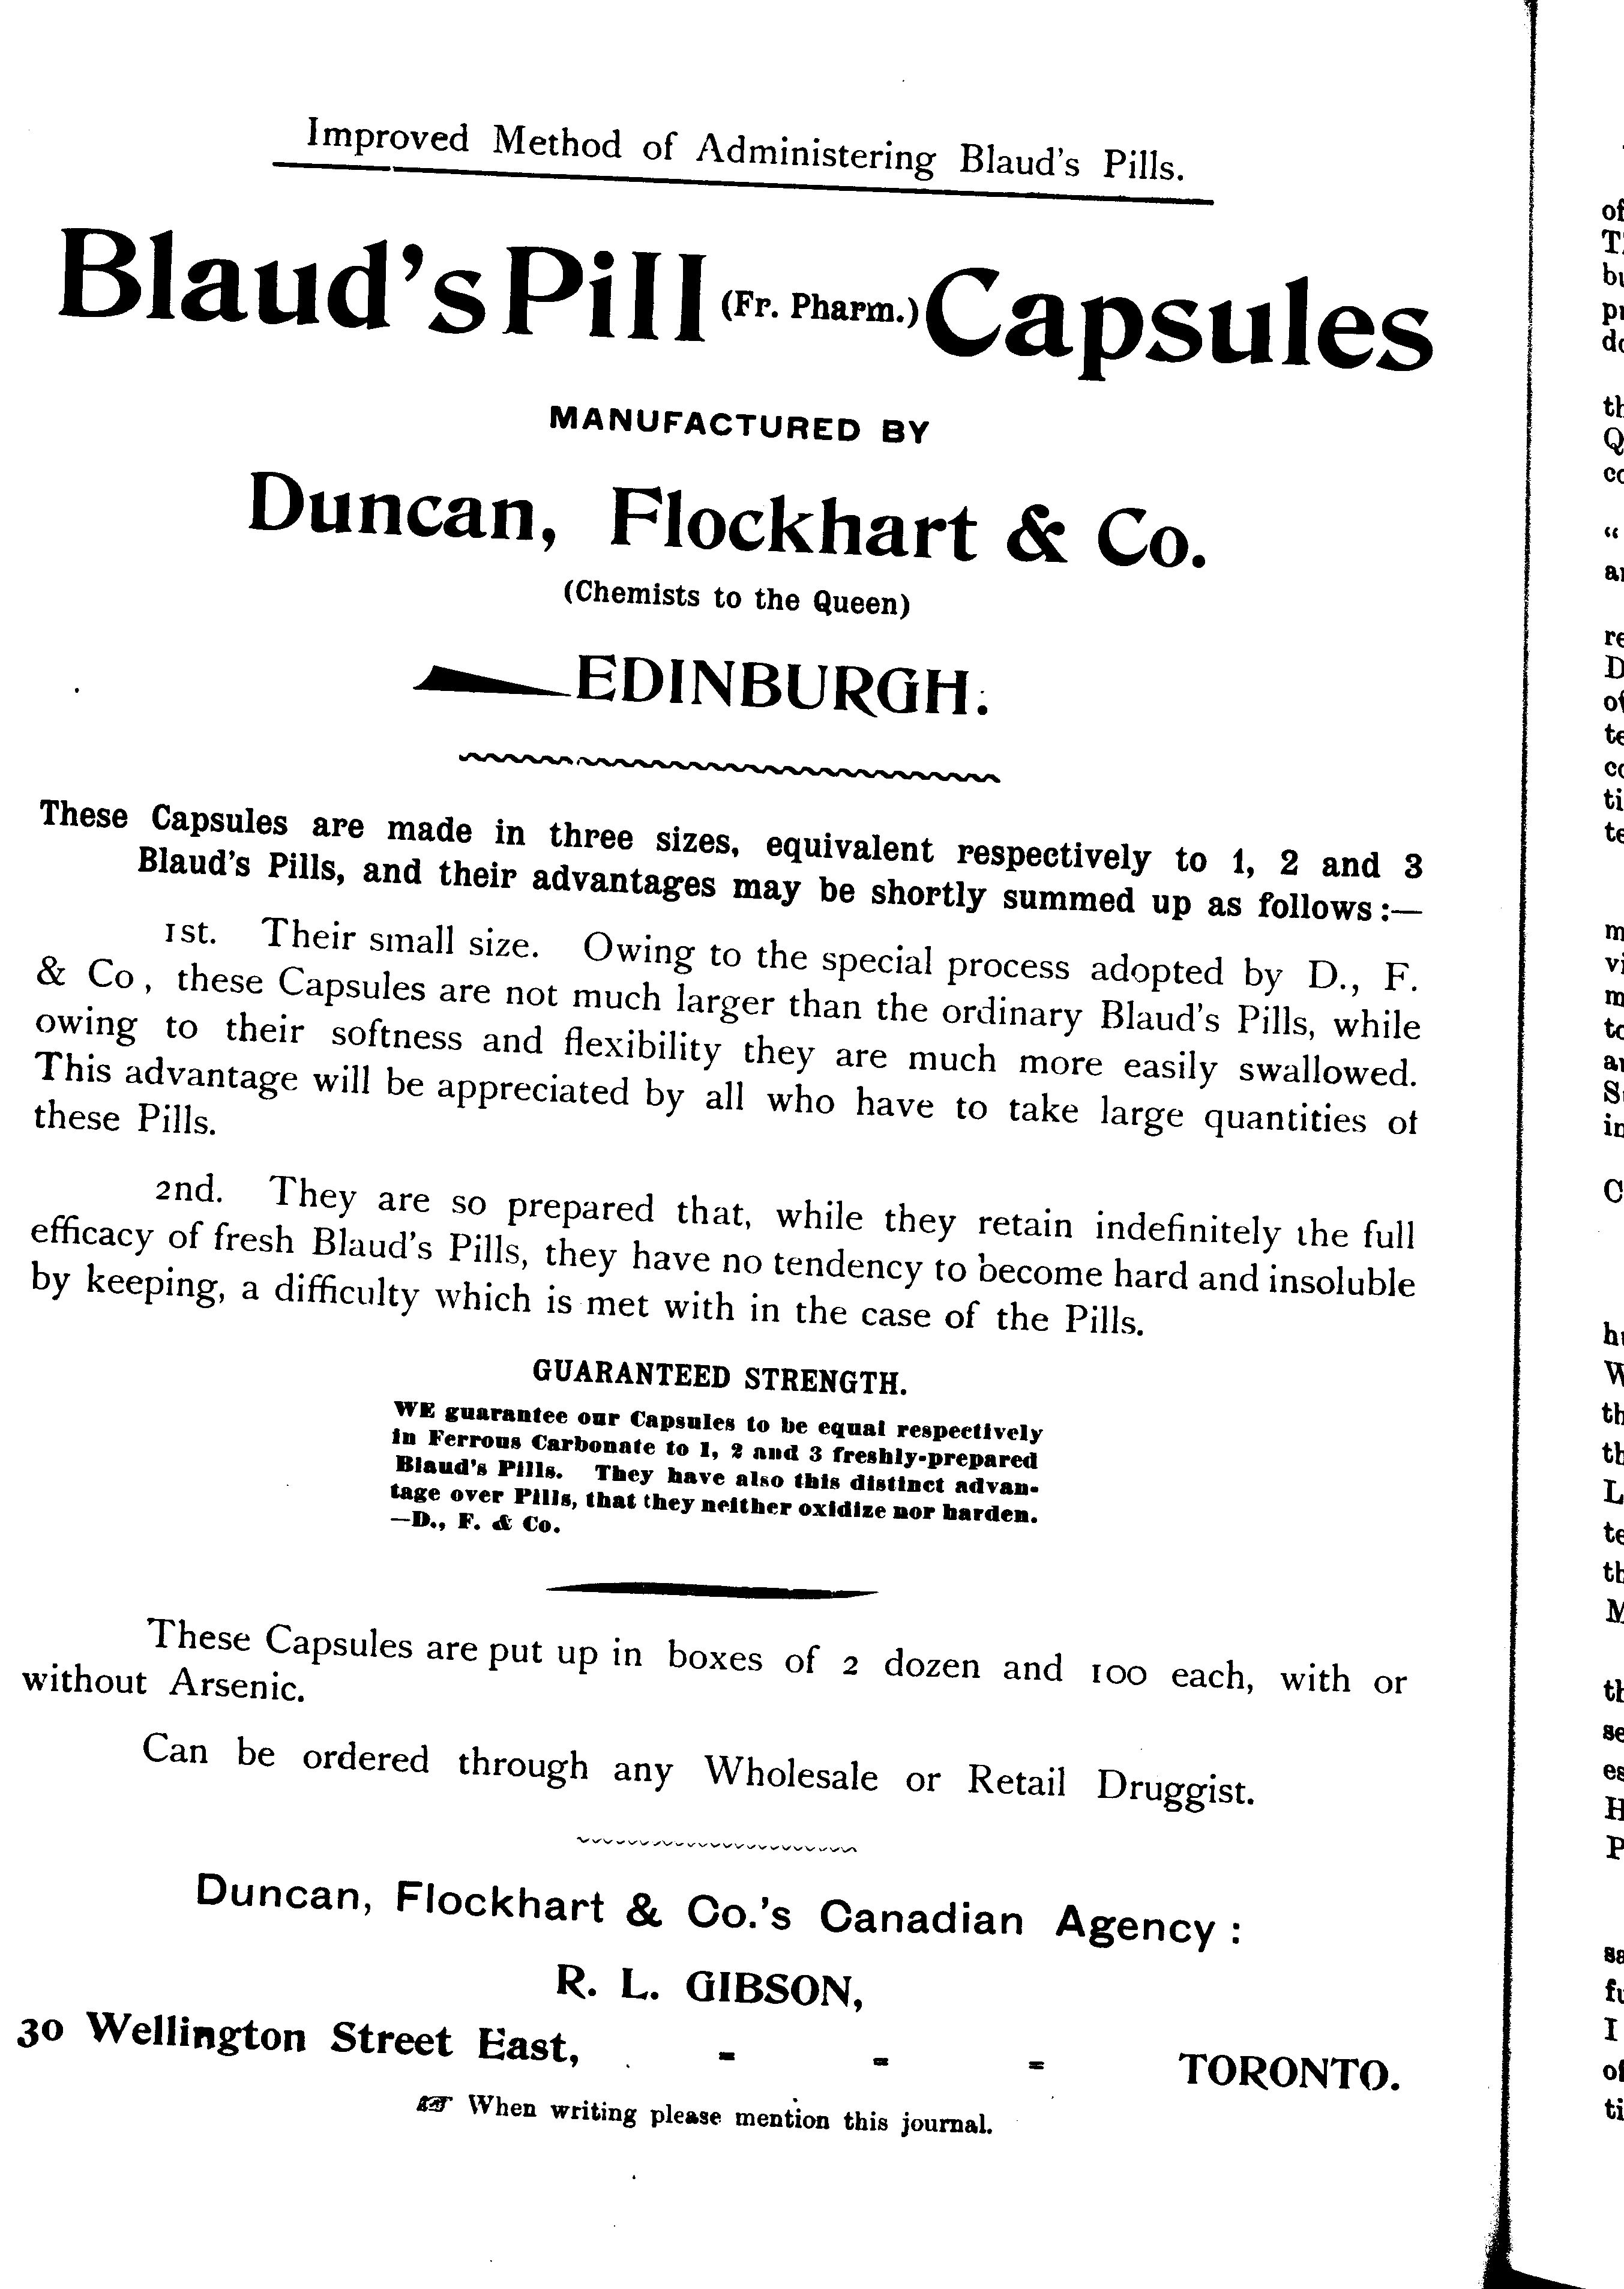 Improved Method of Administering Blaud's Pills.
Blaud's Pill (Fr. Pharm.) Capsules
MANUFACTURED BY
Duncan, Flockhart & Co.
(Chemists to the Queen)
EDINBURGH.
These Capsules are made in three sizes, equivalent respectively to 1, 2 and 3
Blaud's Pills, and their advantages may be shortly summed up as follows:—
1st. Their small size. Owing to the special process adopted by D., F.
& Co, these Capsules are not much larger than the ordinary Blaud's Pills, while
owing to their softness and flexibility they are much more easily swallowed.
This advantage will be appreciated by all who have to take large quantities of
these Pills.
2nd. They are so prepared that, while they retain indefinitely the full
efficacy of fresh Blaud's Pills, they have no tendency to become hard and insoluble
by keeping, a difficulty which is met with in the case of the Pills.
GUARANTEED STRENGTH.
WE guarantee our Capsules to be equal respectively
in Ferrous Carbonate to 1, 2 and 3 freshly-prepared
Blaud's Pills. They have also this distinct advan-
tage over Pills, that they neither oxidize nor harden.
—D., F. & Co.
These Capsules are put up in boxes of 2 dozen and 100 each, with or
without Arsenic.
Can be ordered through any Wholesale or Retail Druggist.
Duncan, Flockhart & Co.'s Canadian Agency:
R. L. GIBSON,
30 Wellington Street East, - - - TORONTO.
☞ When writing please mention this journal.